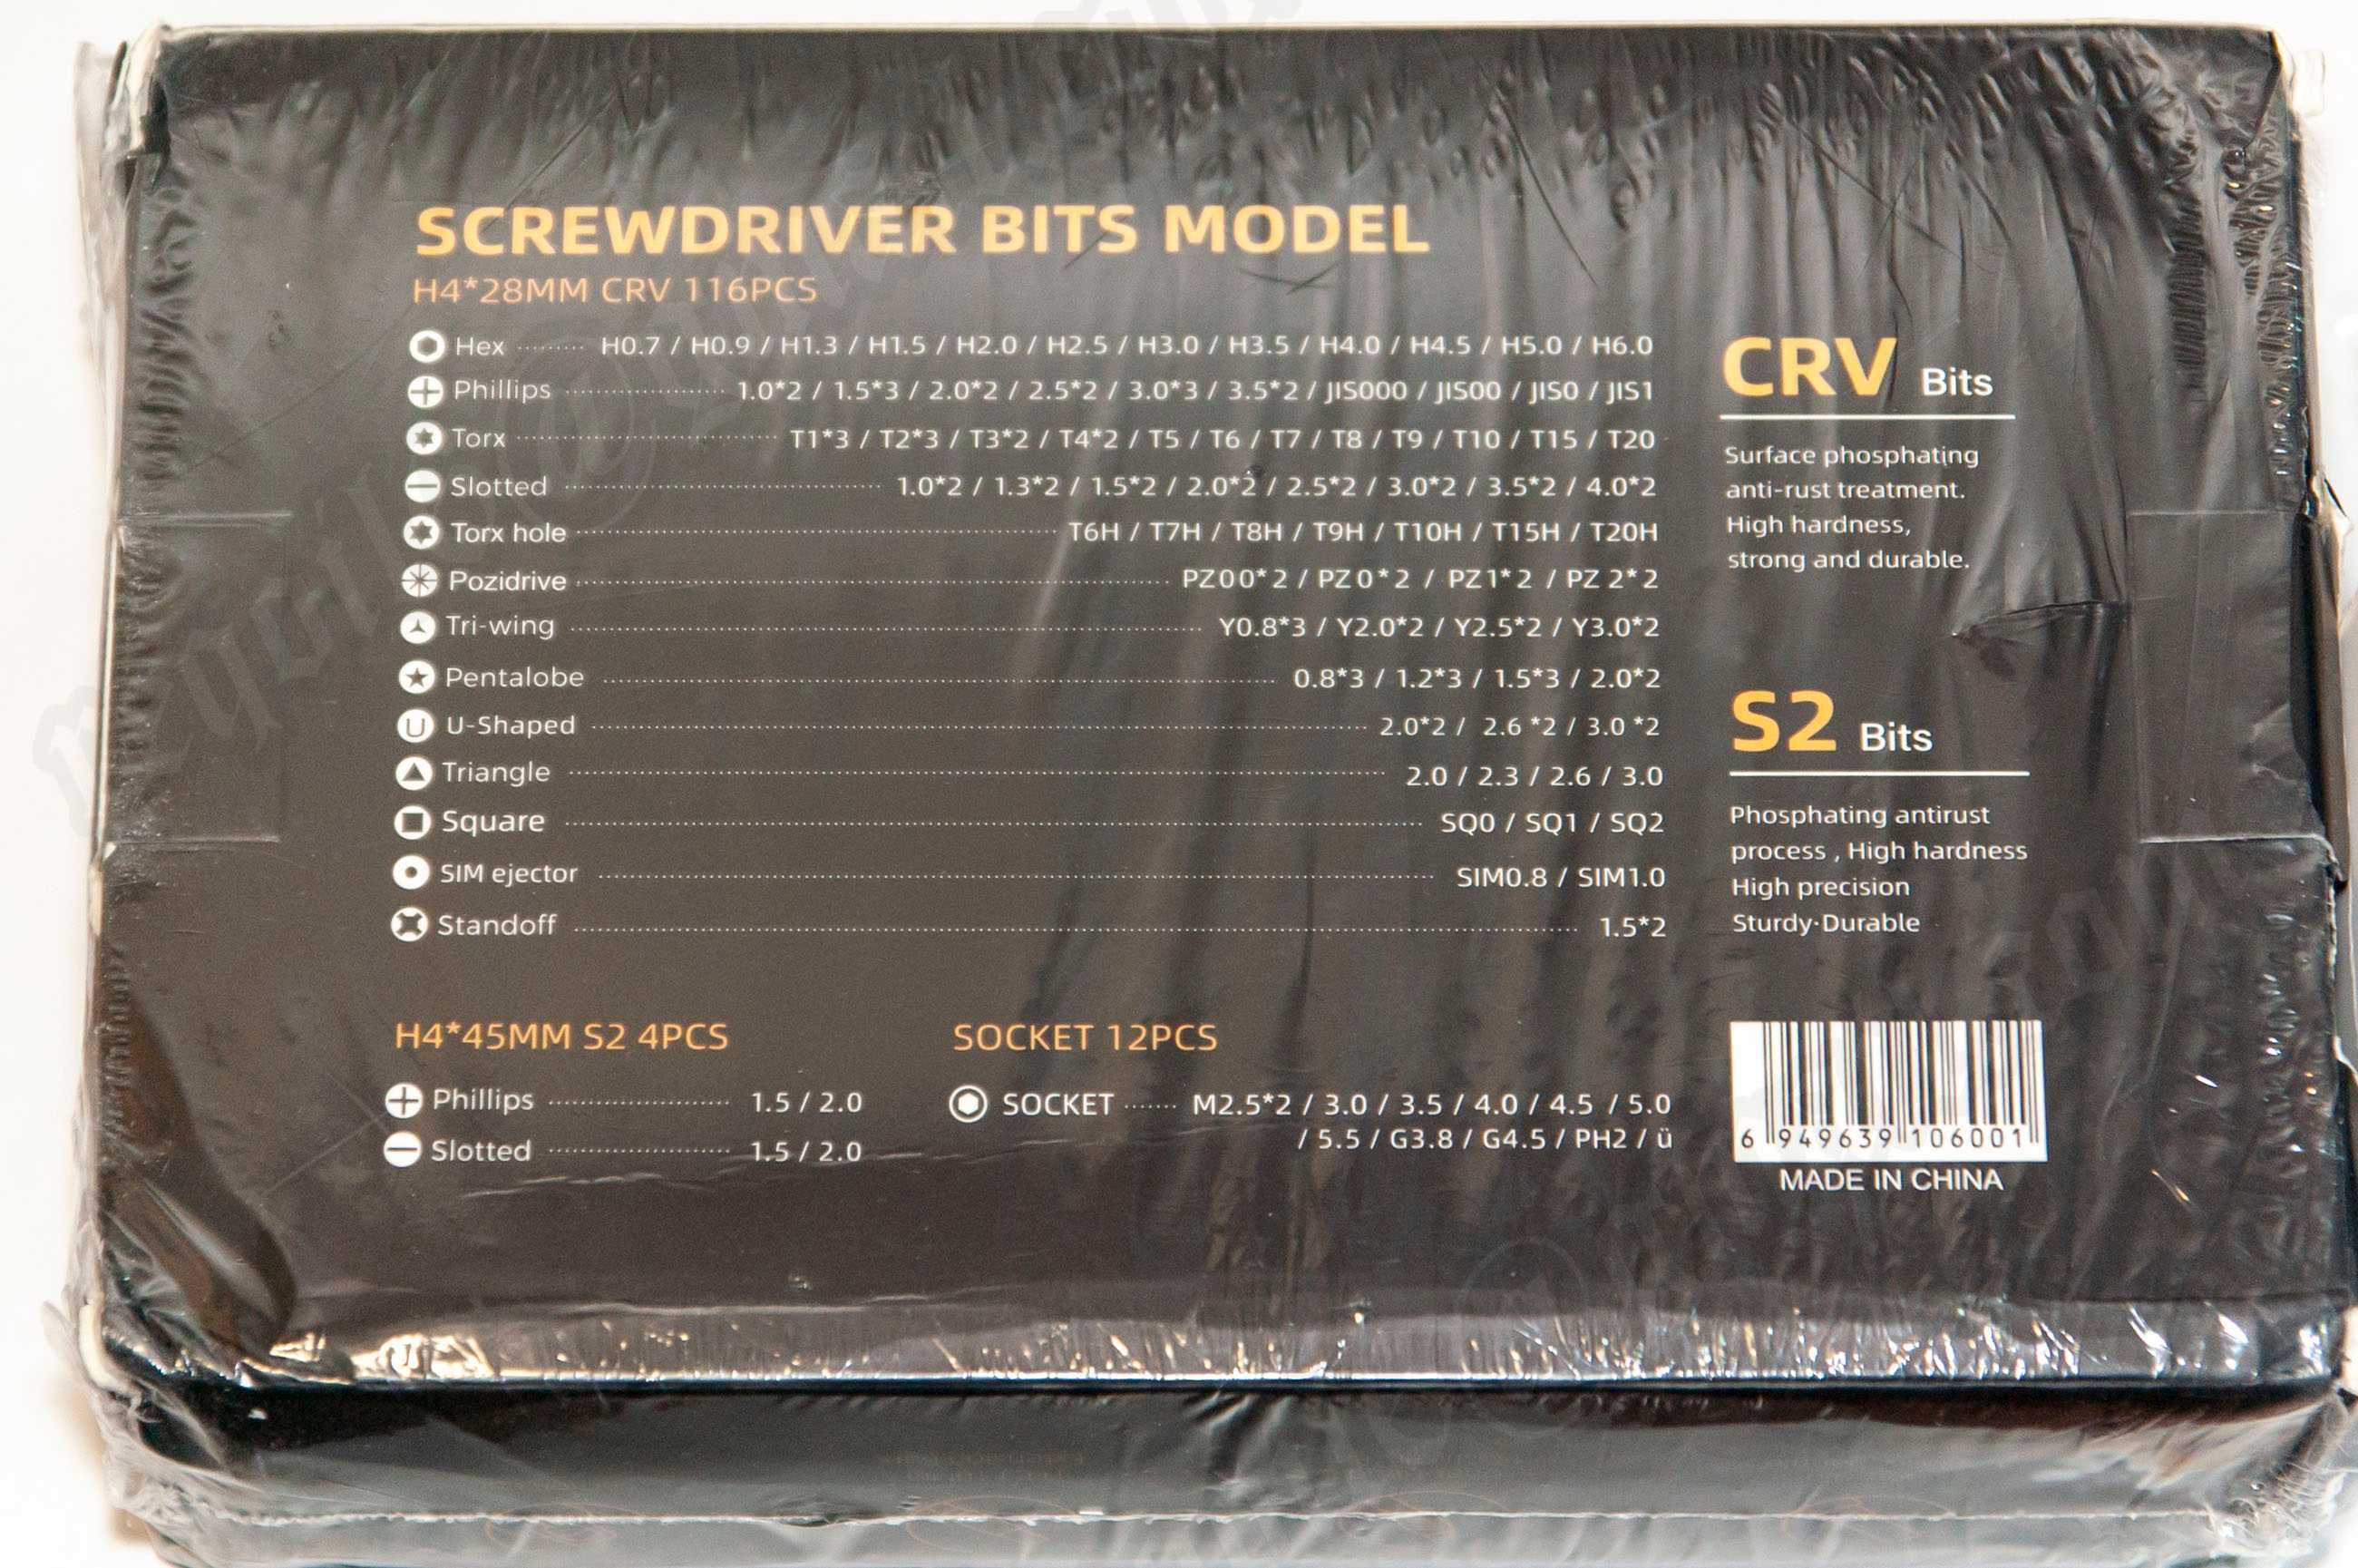 SCREWDRIVER BITS MODEL
H4*28MM CRV 116PCS
Hex ........ H0.7 / H0.9 / H1.3 / H1.5 / H2.0 / H2.5 / H3.0 / H3.5 / H4.0 / H4.5 / H5.0 / H6.0
Phillips ........ 1.0*2 / 1.5*3 / 2.0*2 / 2.5*2 / 3.0*3 / 3.5*2 / JIS000 / JIS00 / JIS0 / JIS1
Torx ........ T1*3 / T2*3 / T3*2 / T4*2 / T5 / T6 / T7 / T8 / T9 / T10 / T15 / T20
Slotted ........ 1.0*2 / 1.3*2 / 1.5*2 / 2.0*2 / 2.5*2 / 3.0*2 / 3.5*2 / 4.0*2
Torx hole ........ T6H / T7H / T8H / T9H / T10H / T15H / T20H
Pozidrive ........ PZ00*2 / PZ0*2 / PZ1*2 / PZ 2*2
Tri-wing ........ Y0.8*3 / Y2.0*2 / Y2.5*2 / Y3.0*2
Pentalobe ........ 0.8*3 / 1.2*3 / 1.5*3 / 2.0*2
U-Shaped ........ 2.0*2 / 2.6 *2 / 3.0 *2
Triangle ........ 2.0 / 2.3 / 2.6 / 3.0
Square ........ SQ0 / SQ1 / SQ2
SIM ejector ........ SIM0.8 / SIM1.0
Standoff ........ 1.5*2
H4*45MM S2 4PCS
Phillips ........ 1.5 / 2.0
Slotted ........ 1.5 / 2.0
SOCKET 12PCS
SOCKET ........ M2.5*2 / 3.0 / 3.5 / 4.0 / 4.5 / 5.0
/ 5.5 / G3.8 / G4.5 / PH2 / ü
CRV Bits
Surface phosphating
anti-rust treatment.
High hardness,
strong and durable.
S2 Bits
Phosphating antirust
process , High hardness
High precision
Sturdy·Durable
6 949639 106001
MADE IN CHINA